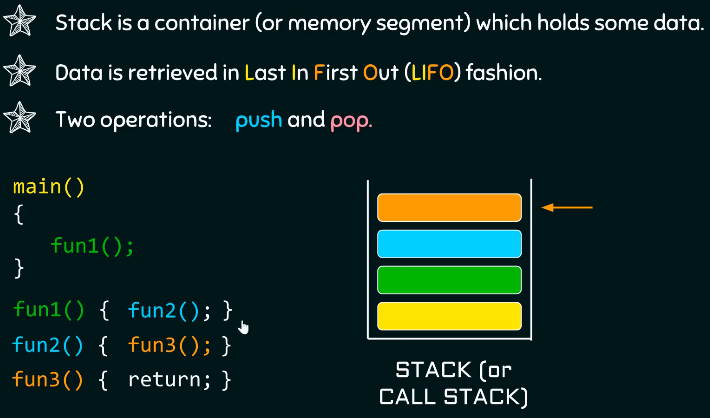 Stack is a container (or memory segment) which holds some data.
Data is retrieved in Last In First Out (LIFO) fashion.
Two operations: push and pop.
main()
{
fun1();
}
fun1() { fun2(); }
fun2() { fun3(); }
fun3() { return; }
STACK (or
CALL STACK)